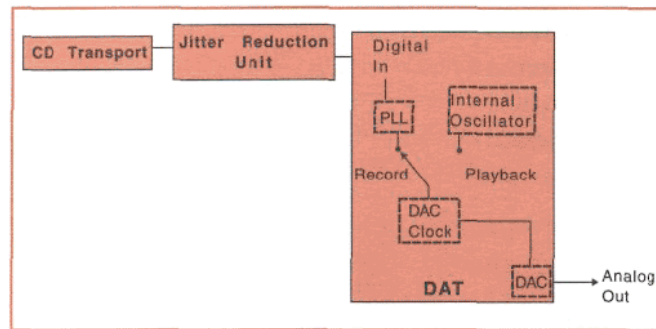 CD Transport
Jitter Reduction
Unit
Digital
In
PLL
Internal
Oscillator
Record
Playback
DAC
Clock
DAT
DAC
Analog
Out